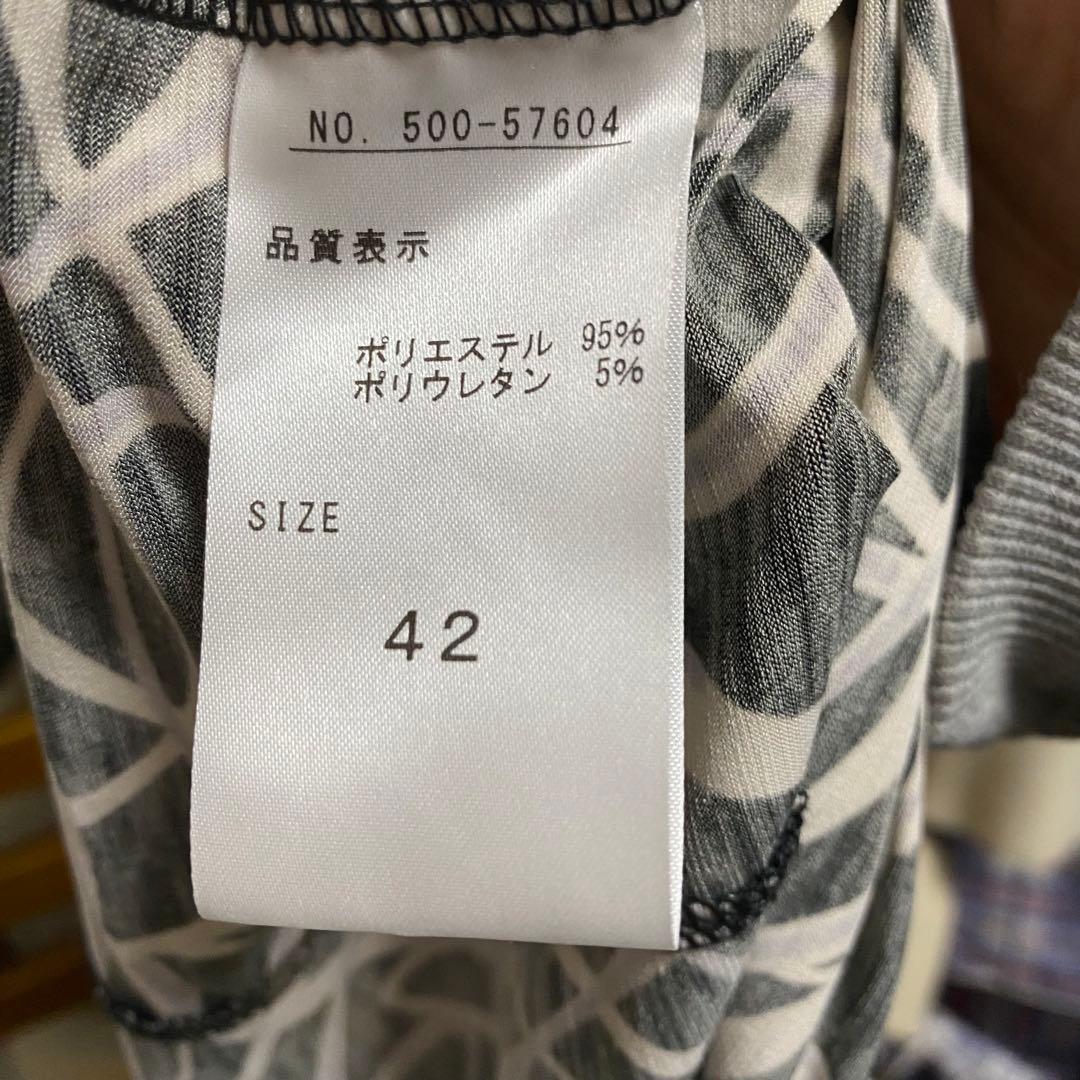 NO. 500-57604
品質表示
ポリエステル 95%
ポリウレタン 5%
SIZE
42